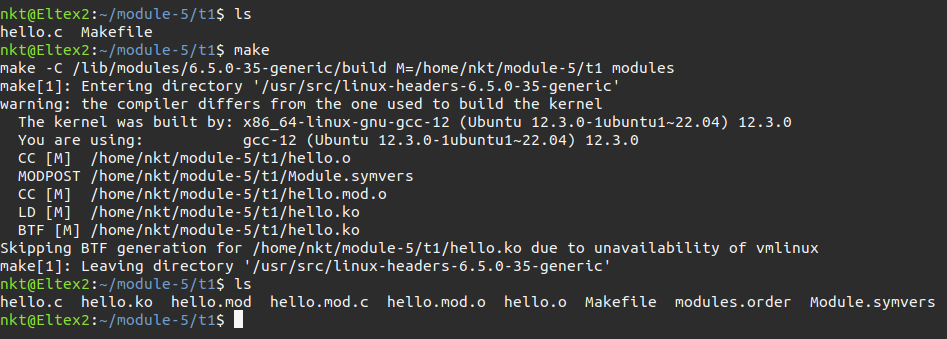 nkt@Eltex2:~/module-5/t1$ ls
hello.c  Makefile
nkt@Eltex2:~/module-5/t1$ make
make -C /lib/modules/6.5.0-35-generic/build M=/home/nkt/module-5/t1 modules
make[1]: Entering directory '/usr/src/linux-headers-6.5.0-35-generic'
warning: the compiler differs from the one used to build the kernel
  The kernel was built by: x86_64-linux-gnu-gcc-12 (Ubuntu 12.3.0-1ubuntu1~22.04) 12.3.0
  You are using:           gcc-12 (Ubuntu 12.3.0-1ubuntu1~22.04) 12.3.0
  CC [M]  /home/nkt/module-5/t1/hello.o
  MODPOST /home/nkt/module-5/t1/Module.symvers
  CC [M]  /home/nkt/module-5/t1/hello.mod.o
  LD [M]  /home/nkt/module-5/t1/hello.ko
  BTF [M] /home/nkt/module-5/t1/hello.ko
Skipping BTF generation for /home/nkt/module-5/t1/hello.ko due to unavailability of vmlinux
make[1]: Leaving directory '/usr/src/linux-headers-6.5.0-35-generic'
nkt@Eltex2:~/module-5/t1$ ls
hello.c  hello.ko  hello.mod  hello.mod.c  hello.mod.o  hello.o  Makefile  modules.order  Module.symvers
nkt@Eltex2:~/module-5/t1$